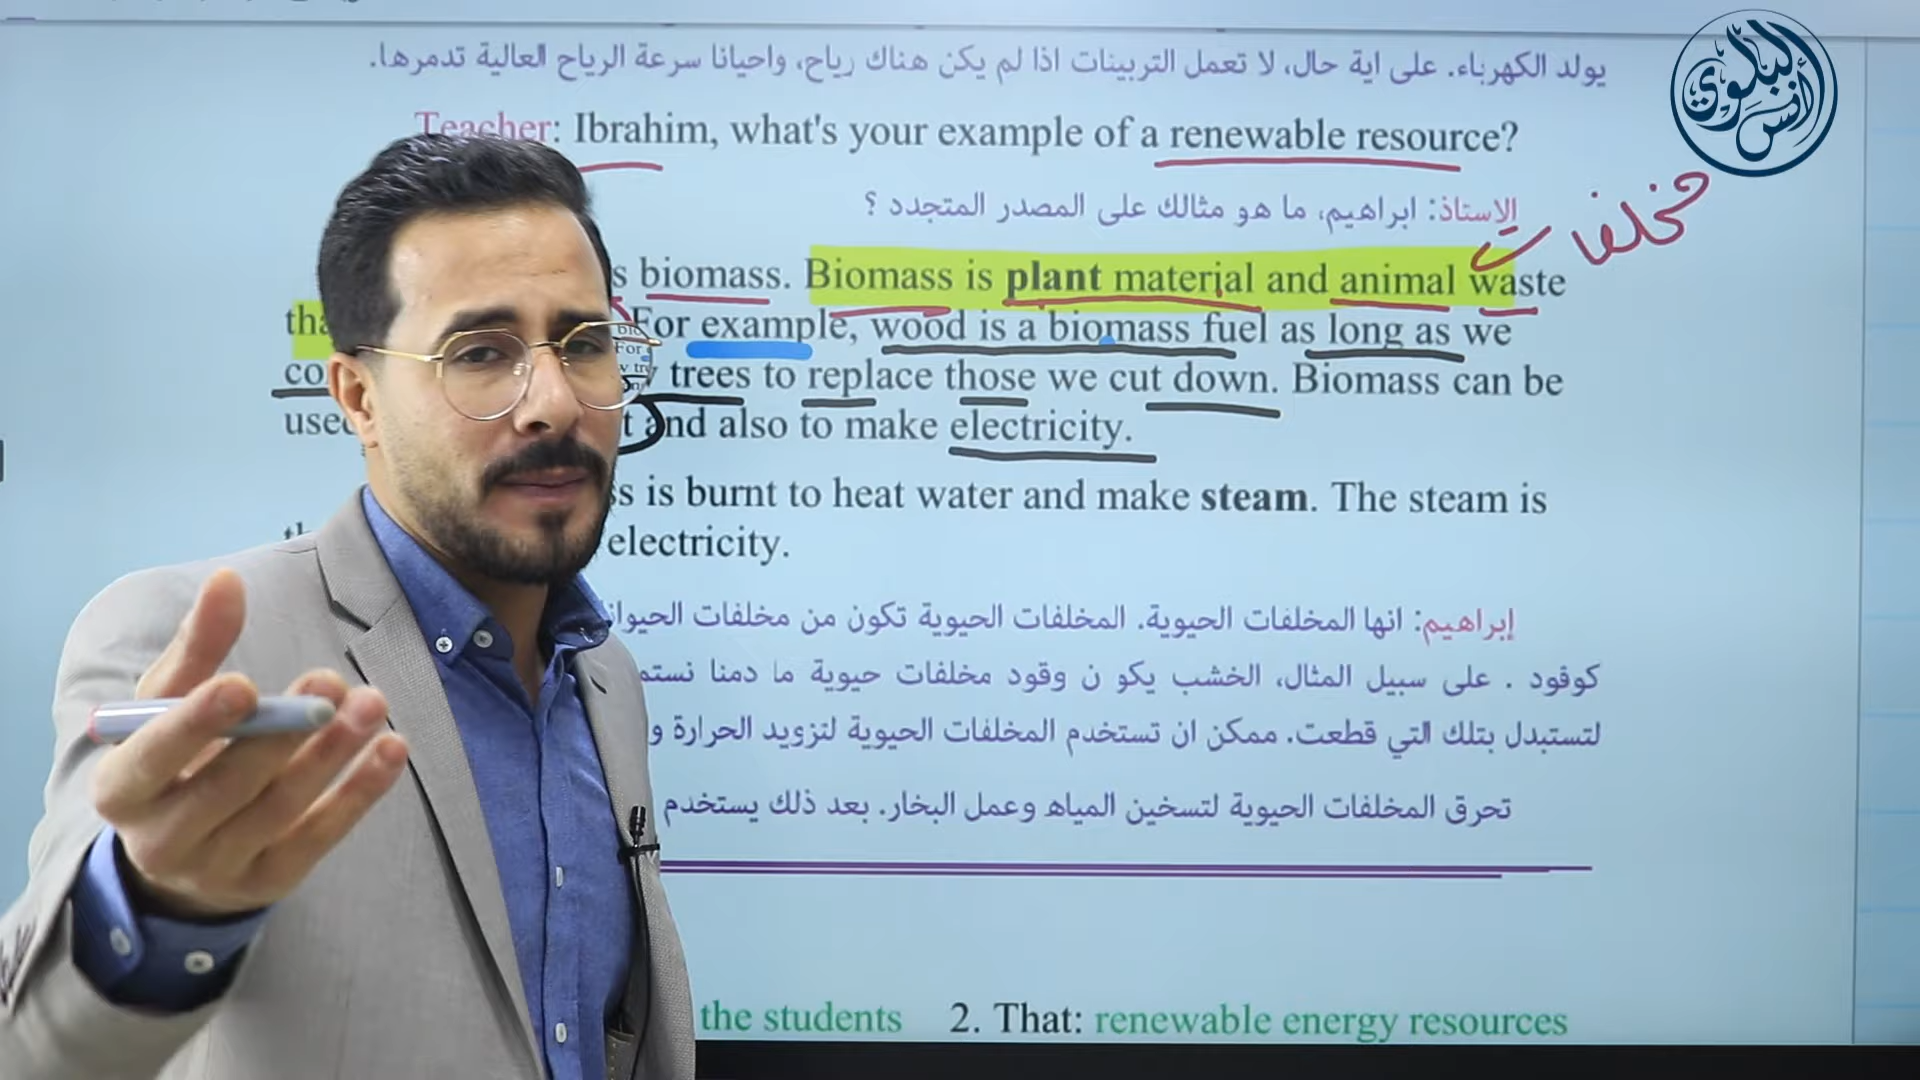 يولد الكهرباء. على اية حال، لا تعمل التربينات اذا لم يكن هناك رياح، واحيانا سرعة الرياح العالية تدمرها.
أنس البكوي
Teacher: Ibrahim, what's your example of a renewable resource?
الاستاذ: ابراهيم، ما هو مثالك على المصدر المتجدد ؟
مخلفات
biomass. Biomass is plant material and animal waste
For example, wood is a biomass fuel as long as we
trees to replace those we cut down. Biomass can be
and also to make electricity.
is burnt to heat water and make steam. The steam is
electricity.
إبراهيم: انها المخلفات الحيوية. المخلفات الحيوية تكون من مخلفات
كوقود . على سبيل المثال، الخشب يكو ن وقود مخلفات حيوية ما دمنا
لتستبدل بتلك التي قطعت. ممكن ان تستخدم المخلفات الحيوية لتزويد الحرارة و
تحرق المخلفات الحيوية لتسخين المياه وعمل البخار. بعد ذلك يستخدم
the students 2. That: renewable energy resources